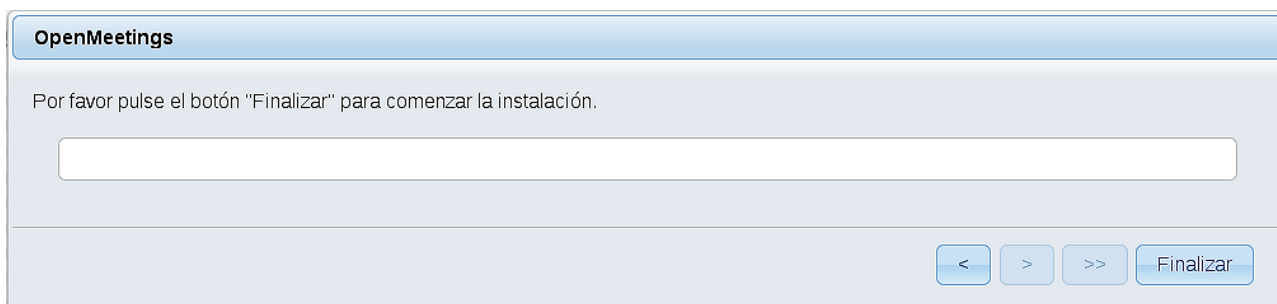 OpenMeetings
Por favor pulse el botón "Finalizar" para comenzar la instalación.
< > >> Finalizar